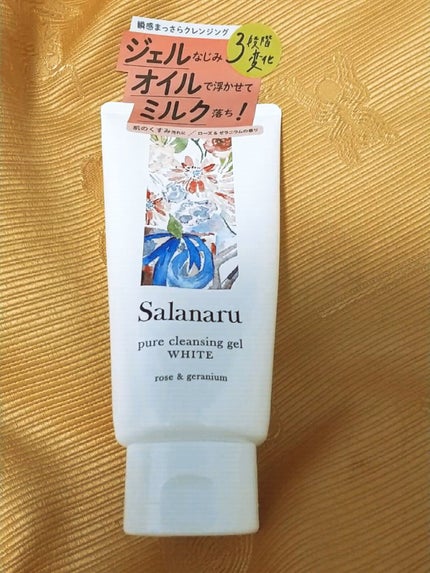 瞬感まっさらクレンジング
ジェルなじみ
オイルで浮かせて
ミルク落ち!
3段階
変化
肌のくすみ汚れに / ローズ&ゼラニウムの香り
Salanaru
pure cleansing gel
WHITE
rose & geranium